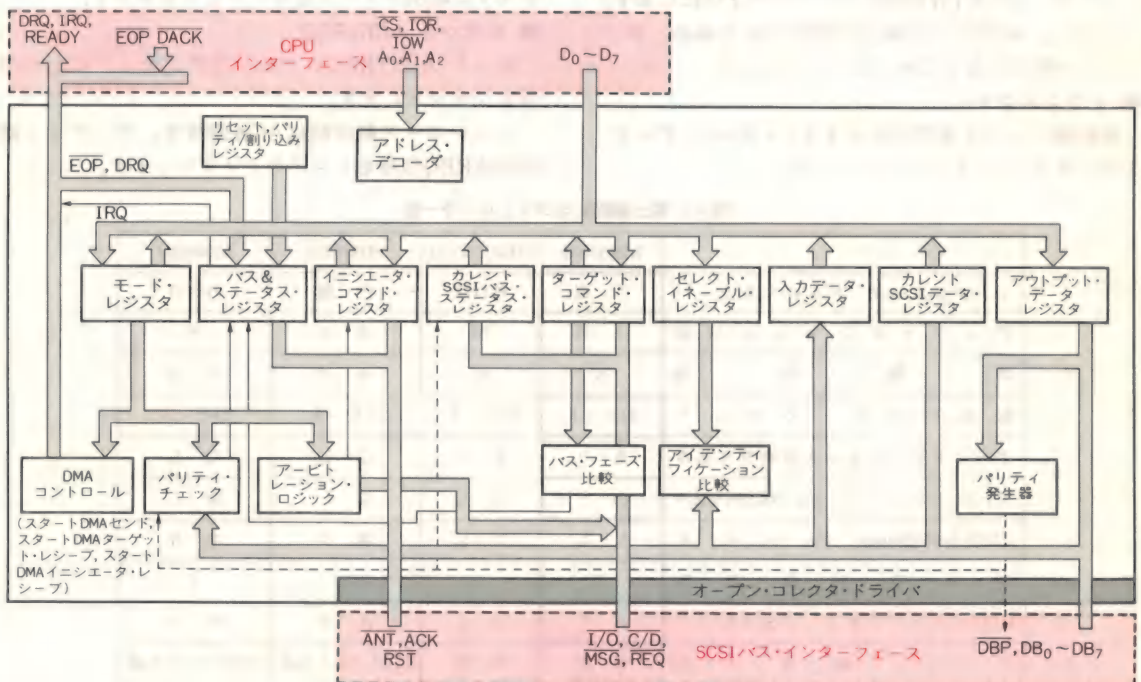 DRQ, IRQ,
READY
EOP DACK
CPU
インターフェース
CS, IOR,
IOW
A₀, A₁, A₂
D₀～D₇
リセット, パリ
ティ/割り込み
レジスタ
アドレス・
デコーダ
EOP, DRQ
IRQ
モード・
レジスタ
バス&
ステータス・
レジスタ
イニシエータ・
コマンド・
レジスタ
カレント
SCSIバス・
ステータス・
レジスタ
ターゲット・
コマンド・
レジスタ
セレクト・
イネーブル・
レジスタ
入力データ・
レジスタ
カレント
SCSIデータ・
レジスタ
アウトプット・
データ
レジスタ
DMA
コントロール
パリティ・
チェック
アービト
レーション・
ロジック
バス・フェーズ
比較
アイデンティ
フィケーション
比較
パリティ
発生器
(スタートDMAセンド,
スタートDMAターゲッ
ト・レシーブ, スタート
DMAイニシエータ・レ
シーブ)
オープン・コレクタ・ドライバ
ANT, ACK
RST
I/O, C/D,
MSG, REQ
SCSIバス・インターフェース
DBP, DB₀～DB₇